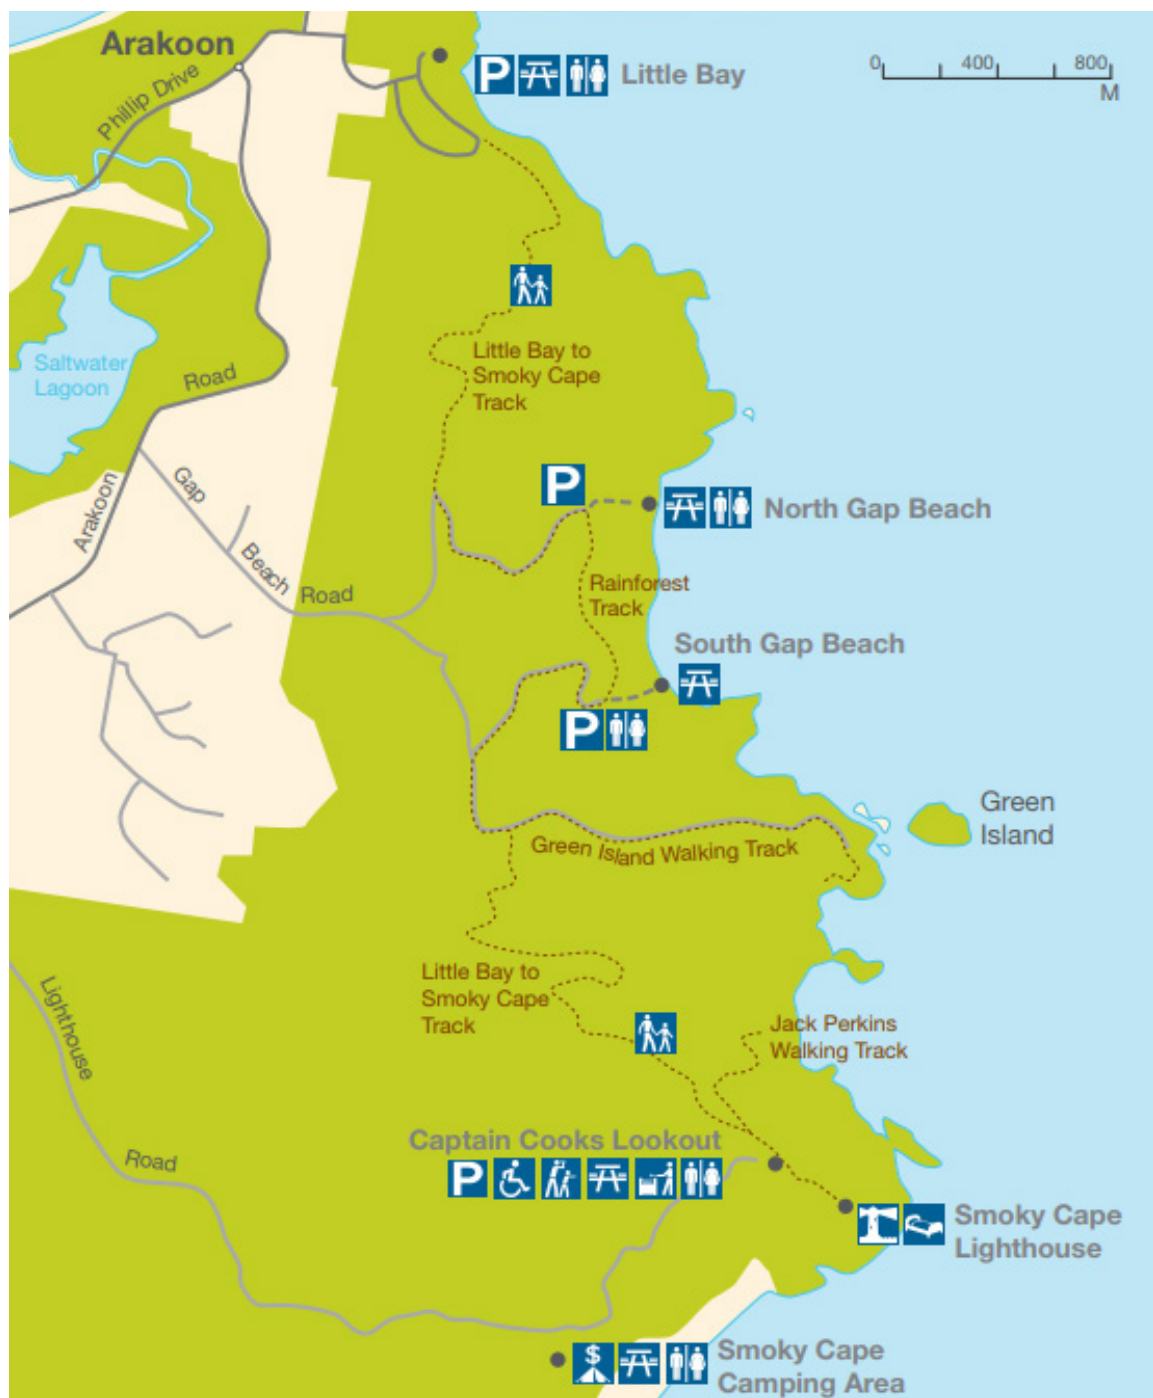 Arakoon
Phillip Drive
P
Little Bay
0 400 800
M
Saltwater
Lagoon
Road
Little Bay to
Smoky Cape
Track
Arakoon
Gap
Beach
Road
P
North Gap Beach
Rainforest
Track
South Gap Beach
P
Green
Island
Green Island Walking Track
Little Bay to
Smoky Cape
Track
Jack Perkins
Walking Track
Lighthouse
Road
Captain Cooks Lookout
P
Smoky Cape
Lighthouse
$
Smoky Cape
Camping Area